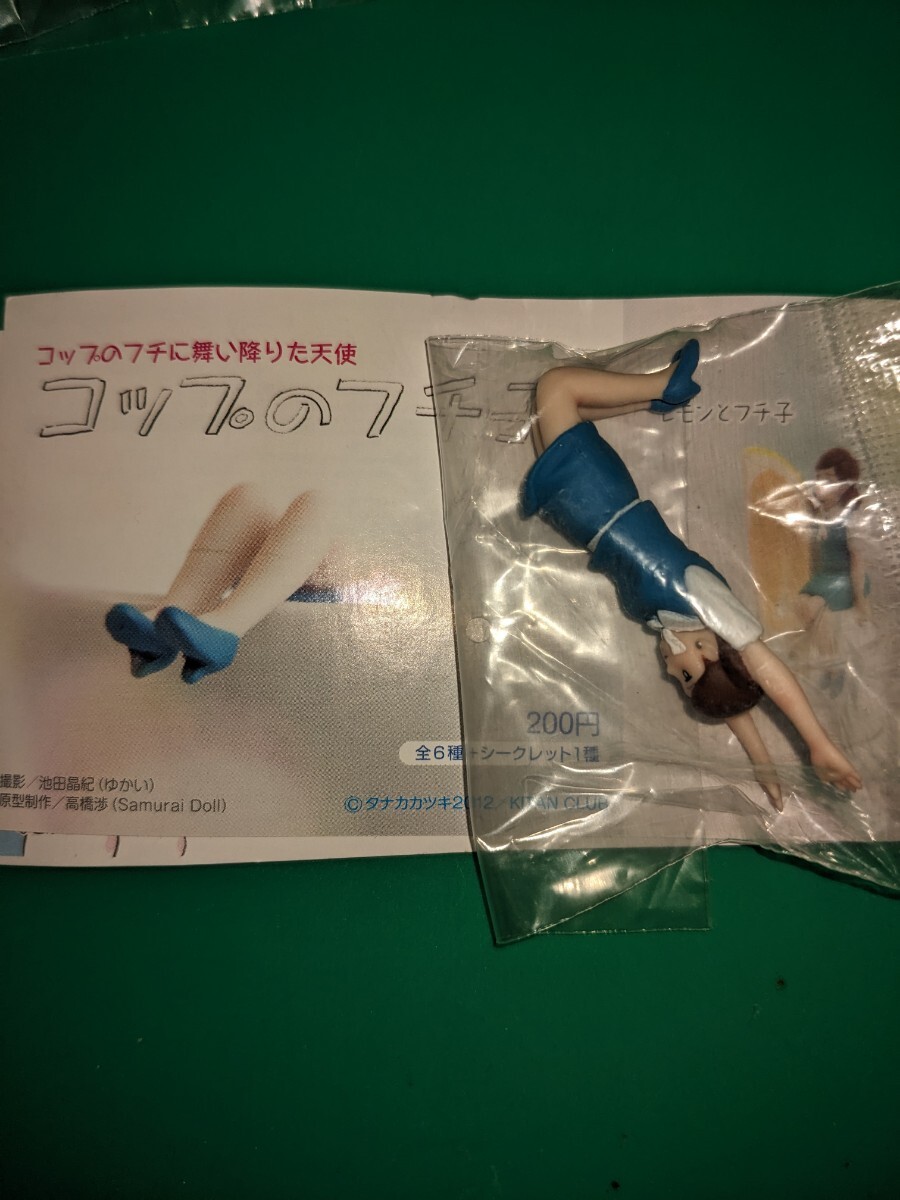 コップのフチに舞い降りた天使
コップのフチ子
レモンとフチ子
200円
全6種+シークレット1種
撮影/池田晶紀(ゆかい)
原型制作/髙橋渉(Samurai Doll)
©タナカカツキ2012/KITAN CLUB